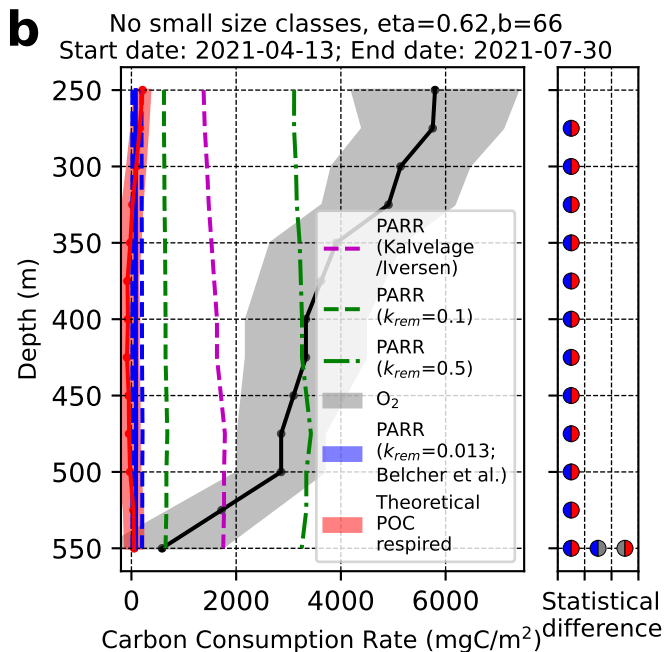 b
No small size classes, eta=0.62,b=66
Start date: 2021-04-13; End date: 2021-07-30
250
300
350
400
450
500
550
Depth (m)
0
2000
4000
6000
Carbon Consumption Rate (mgC/m²)
PARR
(Kalvelage
/Iversen)
PARR
(k_rem=0.1)
PARR
(k_rem=0.5)
O₂
PARR
(k_rem=0.013;
Belcher et al.)
Theoretical
POC
respired
Statistical
difference